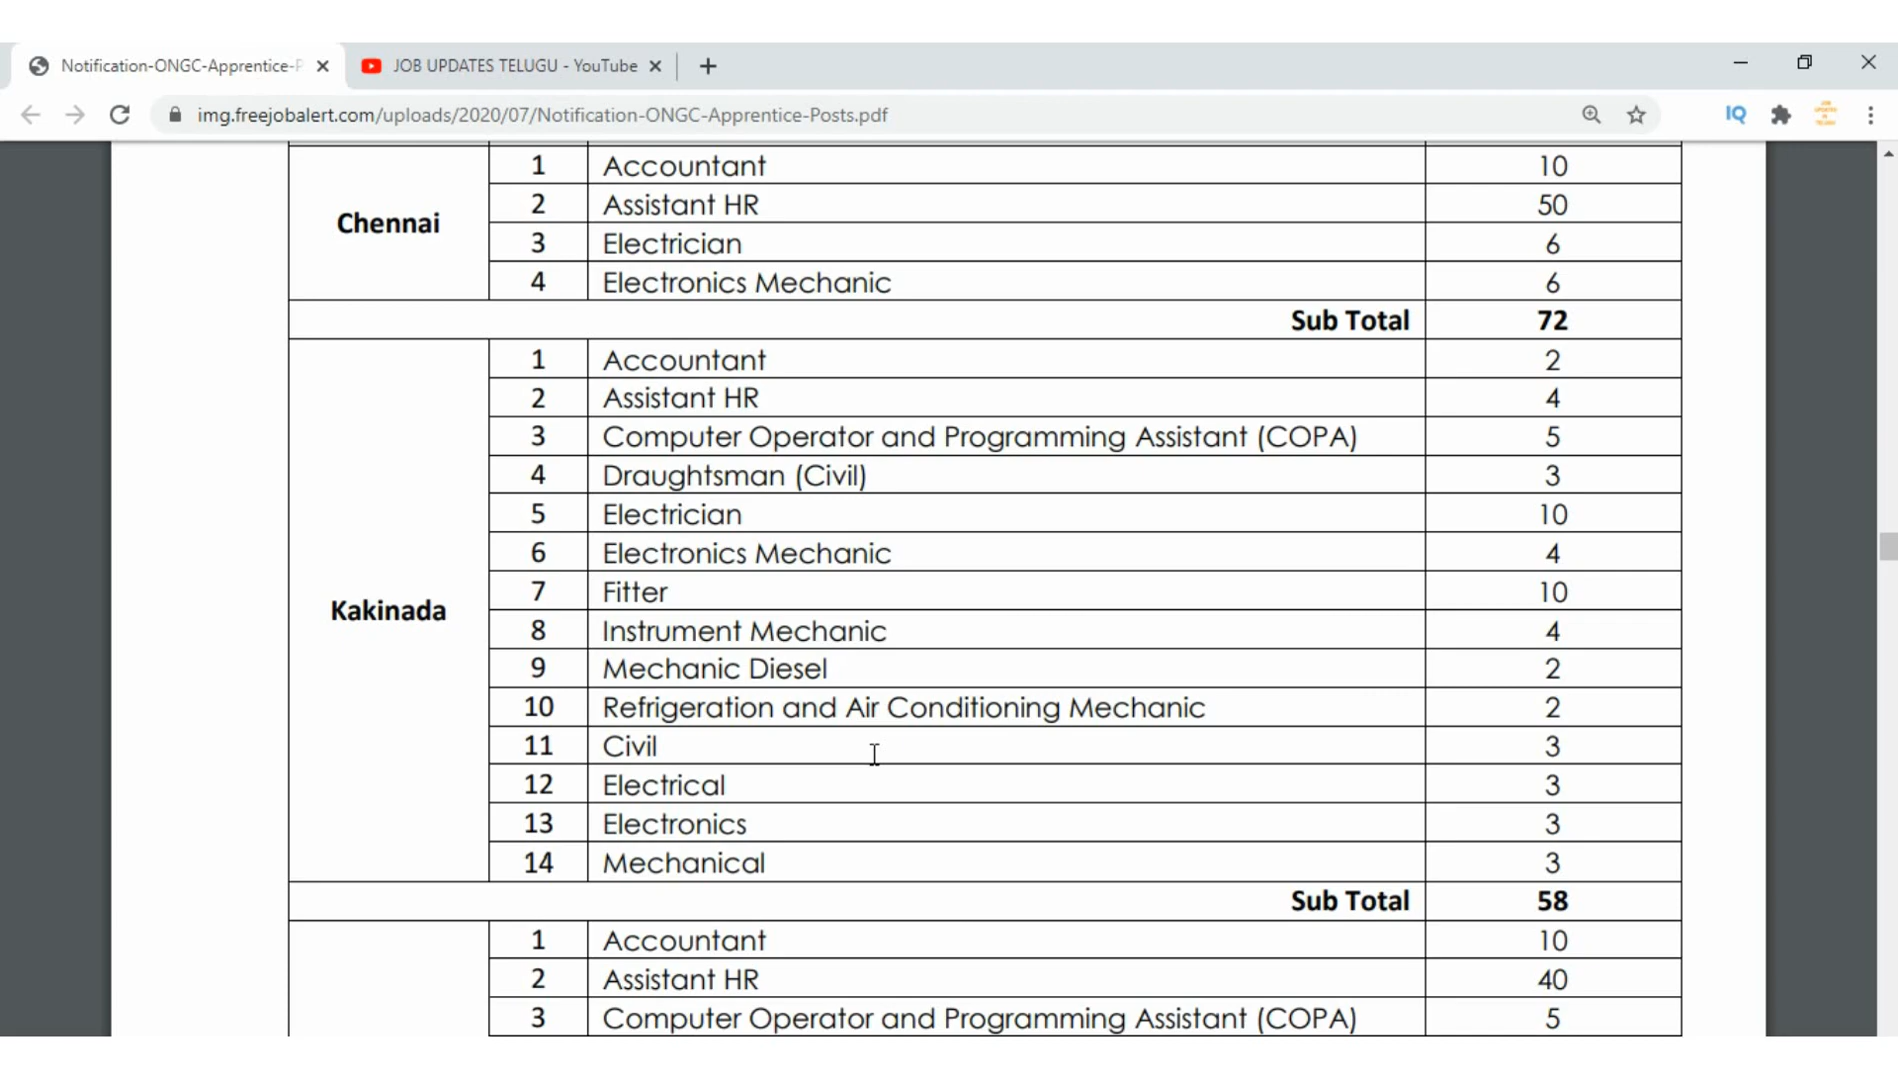 Notification-ONGC-Apprentice-P
JOB UPDATES TELUGU - YouTube
img.freejobalert.com/uploads/2020/07/Notification-ONGC-Apprentice-Posts.pdf
IQ
Chennai
1 Accountant 10
2 Assistant HR 50
3 Electrician 6
4 Electronics Mechanic 6
Sub Total 72
Kakinada
1 Accountant 2
2 Assistant HR 4
3 Computer Operator and Programming Assistant (COPA) 5
4 Draughtsman (Civil) 3
5 Electrician 10
6 Electronics Mechanic 4
7 Fitter 10
8 Instrument Mechanic 4
9 Mechanic Diesel 2
10 Refrigeration and Air Conditioning Mechanic 2
11 Civil 3
12 Electrical 3
13 Electronics 3
14 Mechanical 3
Sub Total 58
1 Accountant 10
2 Assistant HR 40
3 Computer Operator and Programming Assistant (COPA) 5